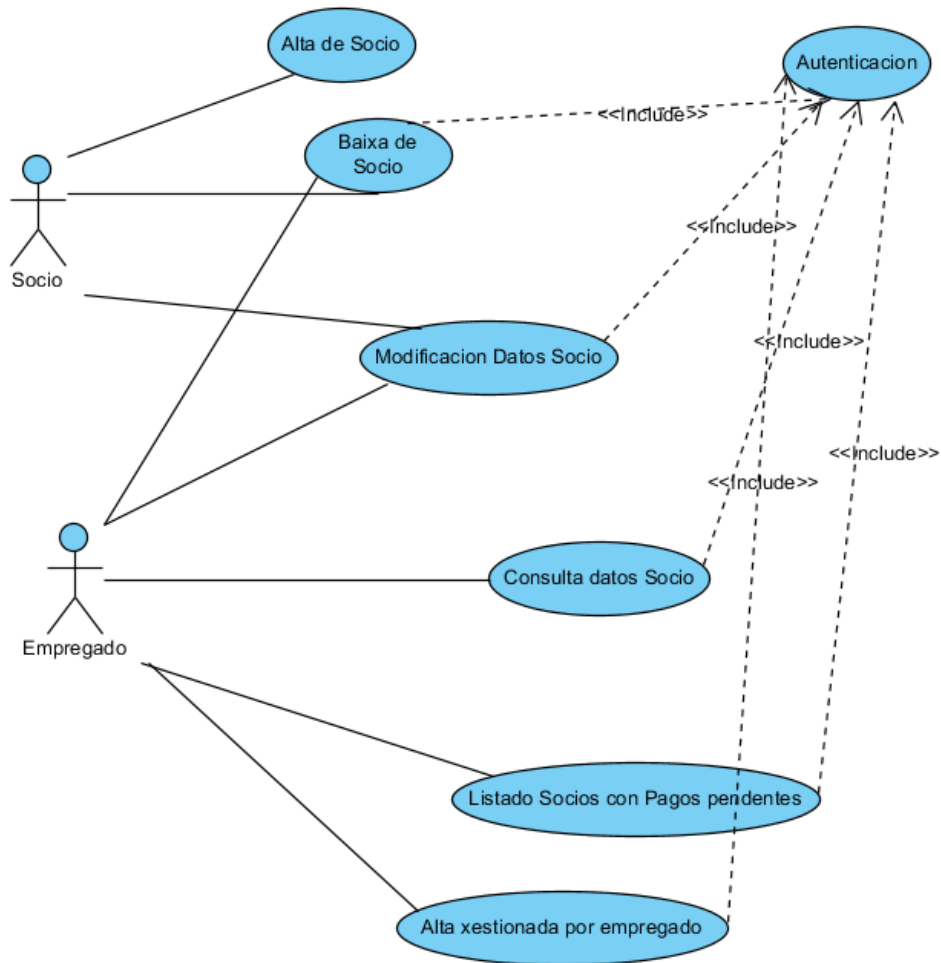 Alta de Socio
Autenticacion
Baixa de
Socio
<<Include>>
<<Include>>
Socio
Modificacion Datos Socio
<<Include>>
<<Include>>
<<Include>>
Consulta datos Socio
Empregado
Listado Socios con Pagos pendentes
Alta xestionada por empregado